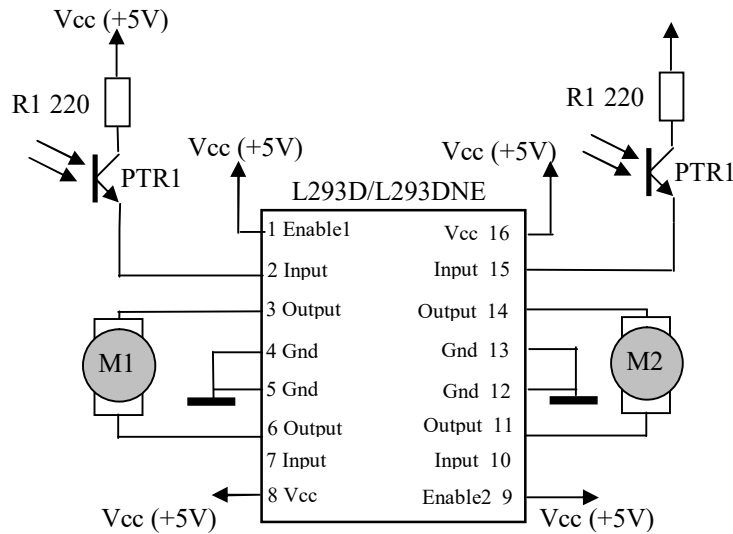 Vcc (+5V)
R1 220
R1 220
Vcc (+5V)
Vcc (+5V)
PTR1
PTR1
L293D/L293DNE
1 Enable1
Vcc 16
2 Input
Input 15
3 Output
Output 14
M1
4 Gnd
Gnd 13
M2
5 Gnd
Gnd 12
6 Output
Output 11
7 Input
Input 10
8 Vcc
Enable2 9
Vcc (+5V)
Vcc (+5V)